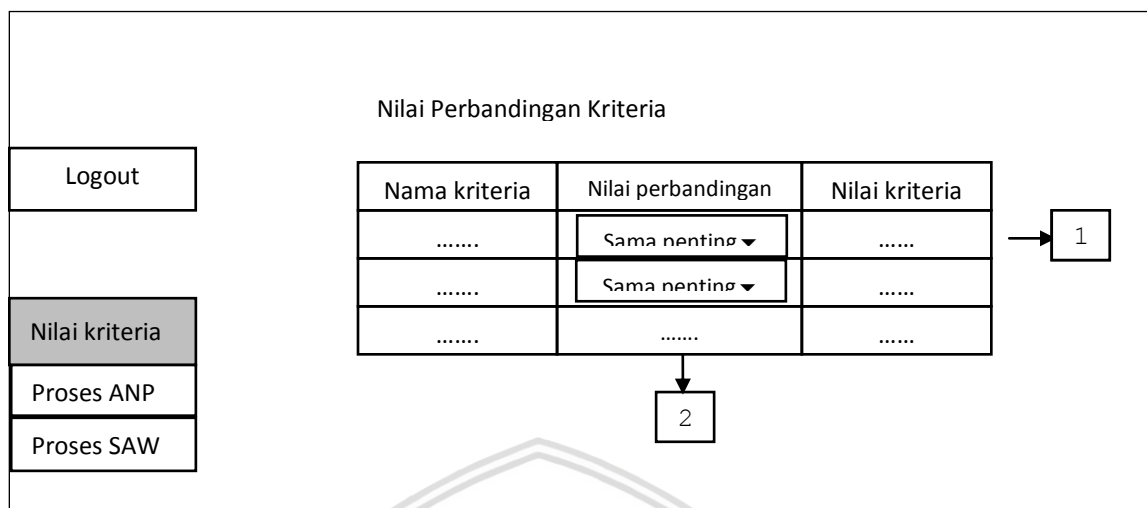 Nilai Perbandingan Kriteria
Logout
Nama kriteria Nilai perbandingan Nilai kriteria
……. Sama penting ……
……. Sama penting ……
……. ……. ……
1
2
Nilai kriteria
Proses ANP
Proses SAW